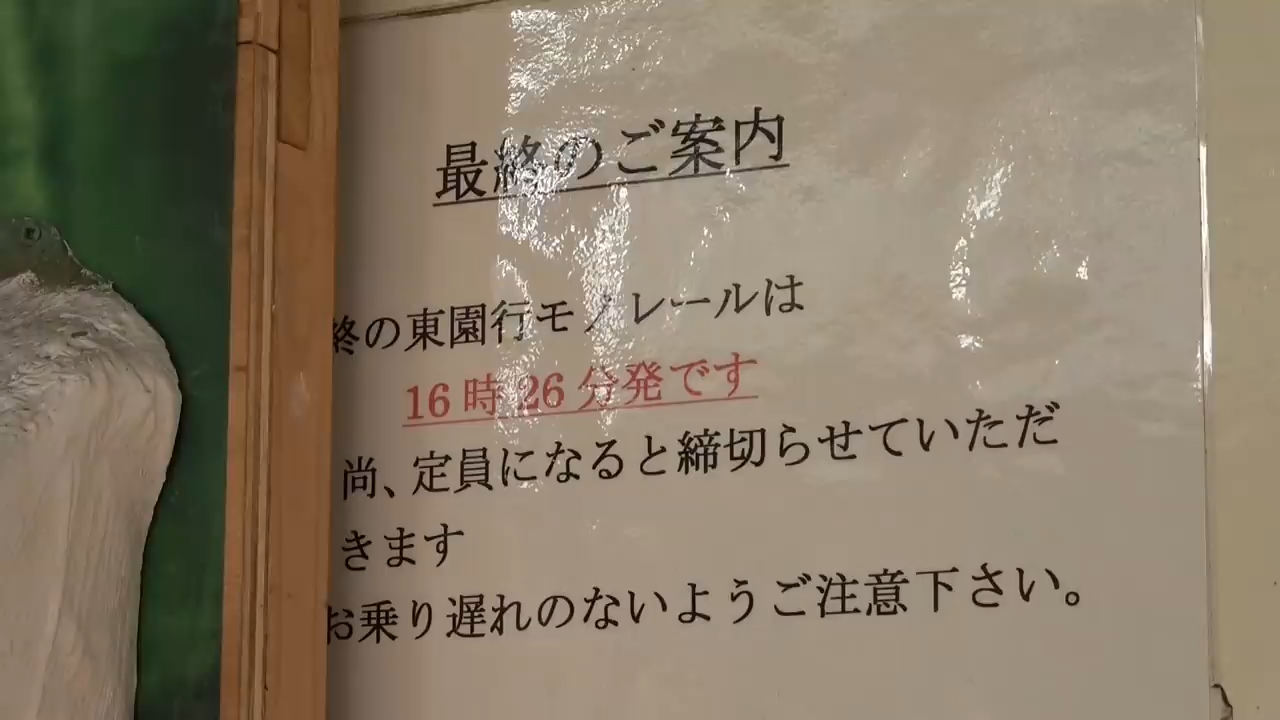 最終のご案内
終の東園行モノレールは
16時26分発です
尚、定員になると締切らせていただ
きます
お乗り遅れのないようご注意下さい。